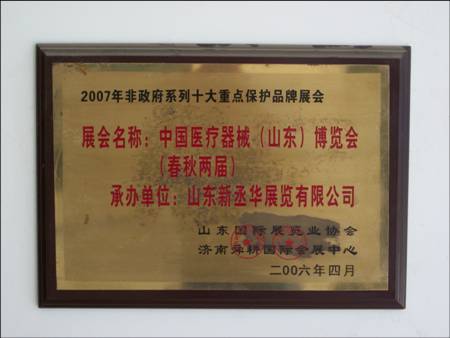 2007年非政府系列十大重点保护品牌展会
展会名称：中国医疗器械（山东）博览会
（春秋两届）
承办单位：山东新丞华展览有限公司
山东国际展览业协会
济南舜耕国际会展中心
二00六年四月